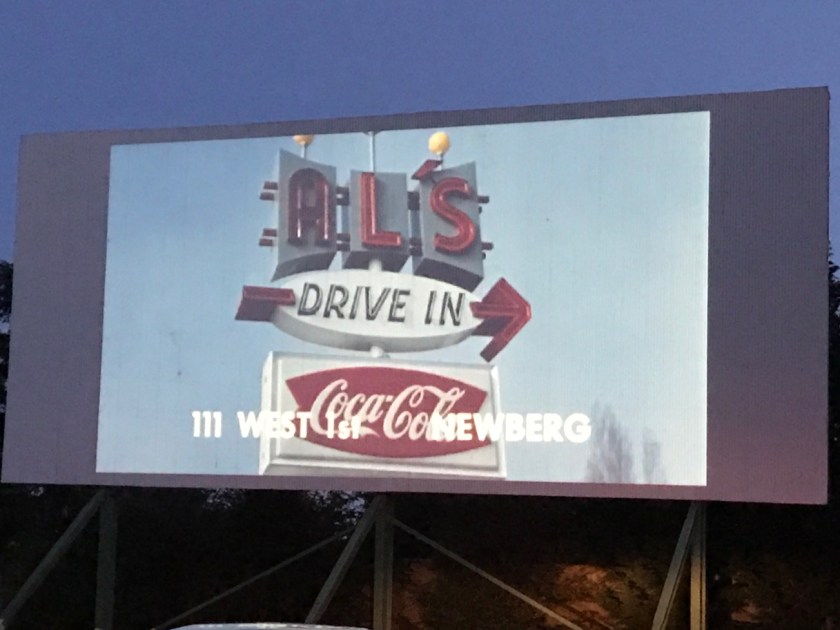 AL'S
DRIVE IN
Coca-Cola
111 WEST 1st NEWBERG